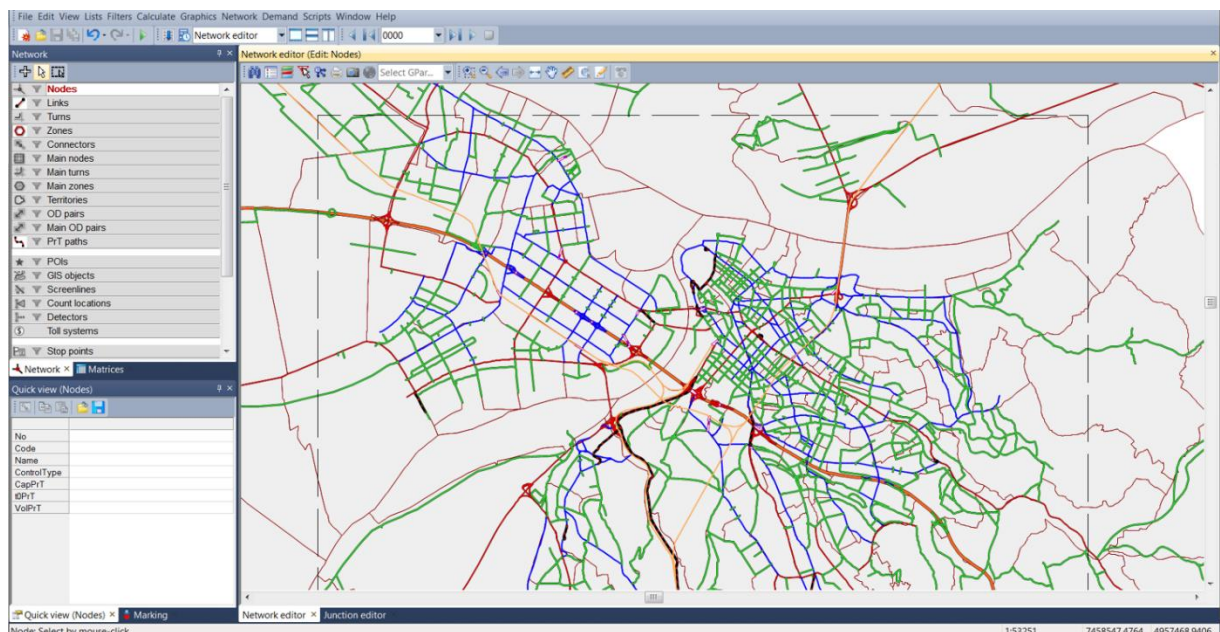 File Edit View Lists Filters Calculate Graphics Network Demand Scripts Window Help
Network editor 0000
Network
Network editor (Edit: Nodes)
Select GPar...
Nodes
Links
Turns
Zones
Connectors
Main nodes
Main turns
Main zones
Territories
OD pairs
Main OD pairs
PrT paths
POIs
GIS objects
Screenlines
Count locations
Detectors
Toll systems
Stop points
Network Matrices
Quick view (Nodes)
No
Code
Name
ControlType
CapPrT
t0PrT
VolPrT
Quick view (Nodes) Marking
Network editor Junction editor
Node: Select by mouse-click
1:53251 7458547.4764 4957468.9406